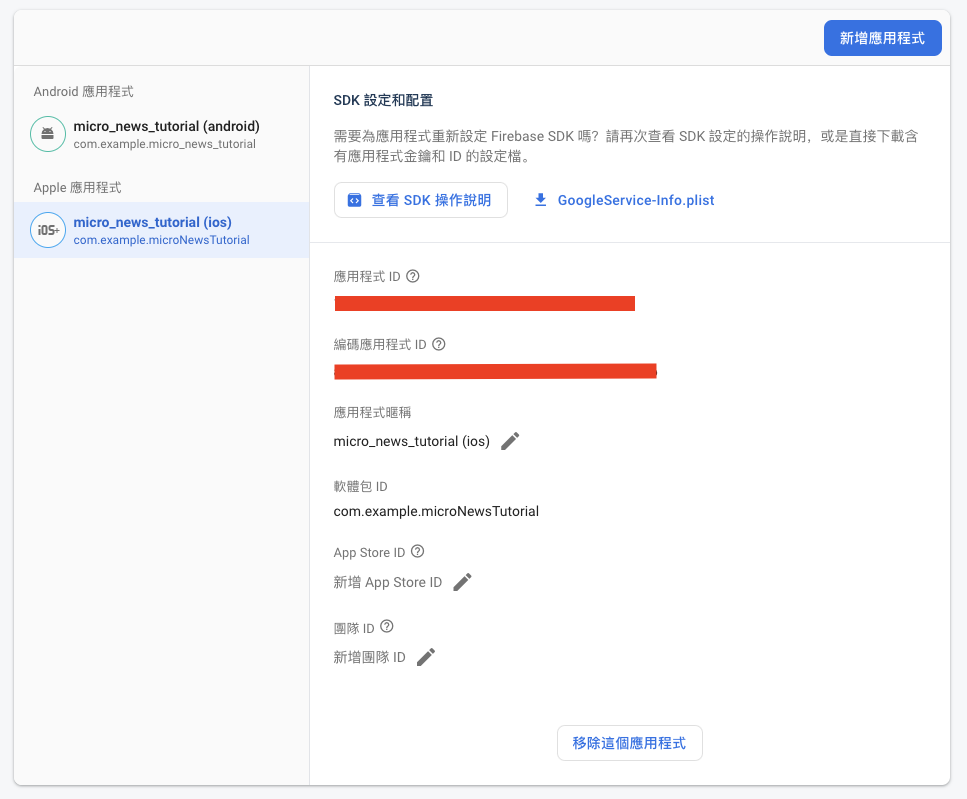 新增應用程式
Android 應用程式
micro_news_tutorial (android)
com.example.micro_news_tutorial
Apple 應用程式
iOS+
micro_news_tutorial (ios)
com.example.microNewsTutorial
SDK 設定和配置
需要為應用程式重新設定 Firebase SDK 嗎？請再次查看 SDK 設定的操作說明，或是直接下載含
有應用程式金鑰和 ID 的設定檔。
查看 SDK 操作說明
GoogleService-Info.plist
應用程式 ID
編碼應用程式 ID
應用程式暱稱
micro_news_tutorial (ios)
軟體包 ID
com.example.microNewsTutorial
App Store ID
新增 App Store ID
團隊 ID
新增團隊 ID
移除這個應用程式